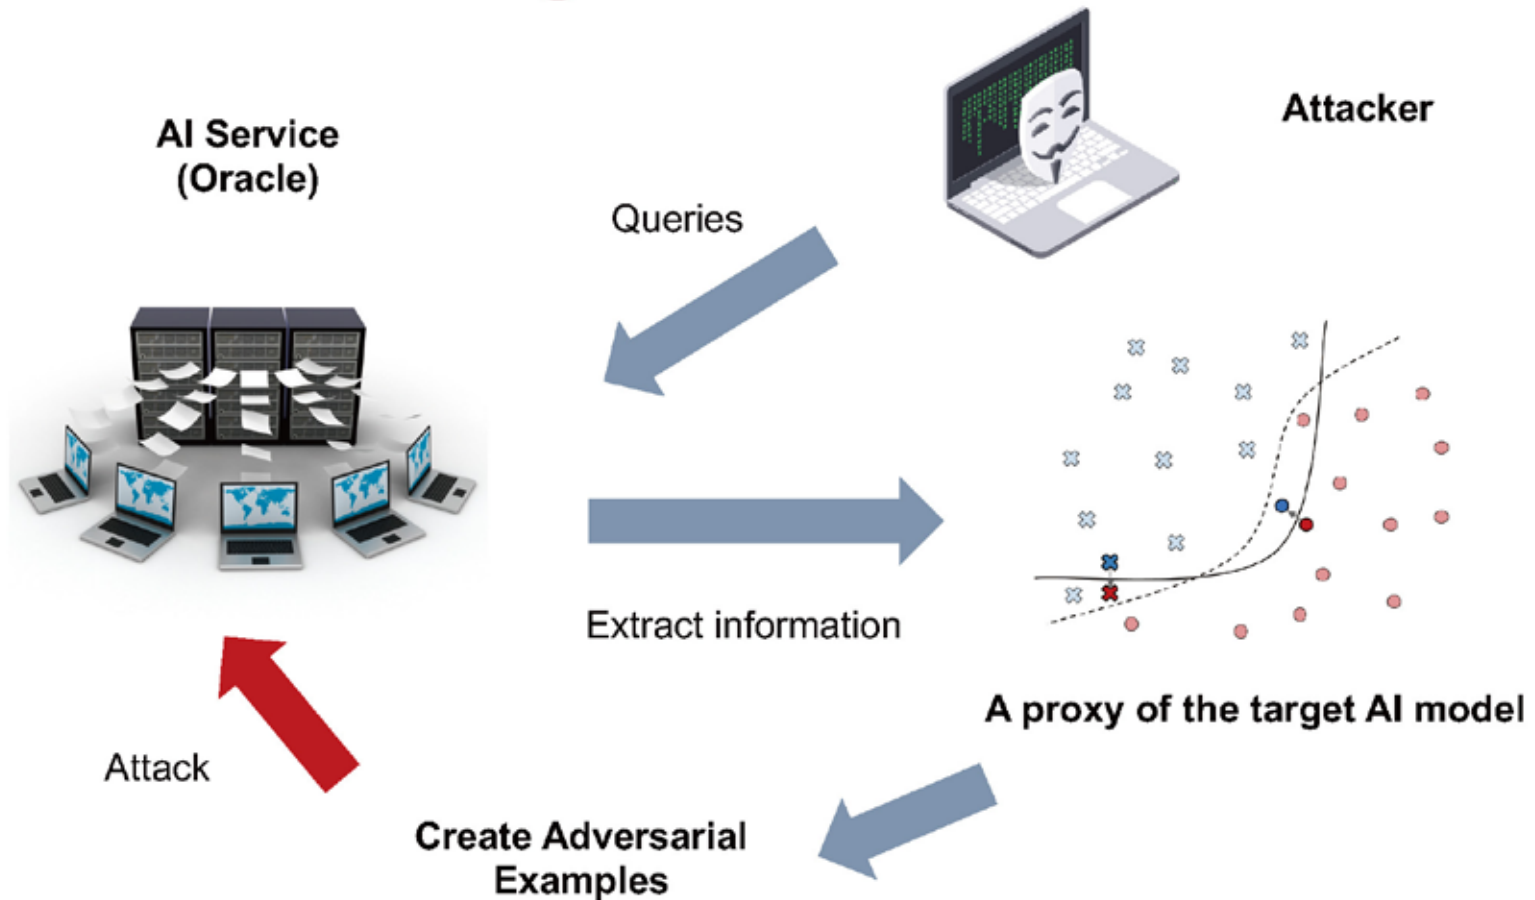 Attacker
AI Service
(Oracle)
Queries
Extract information
A proxy of the target AI model
Attack
Create Adversarial
Examples